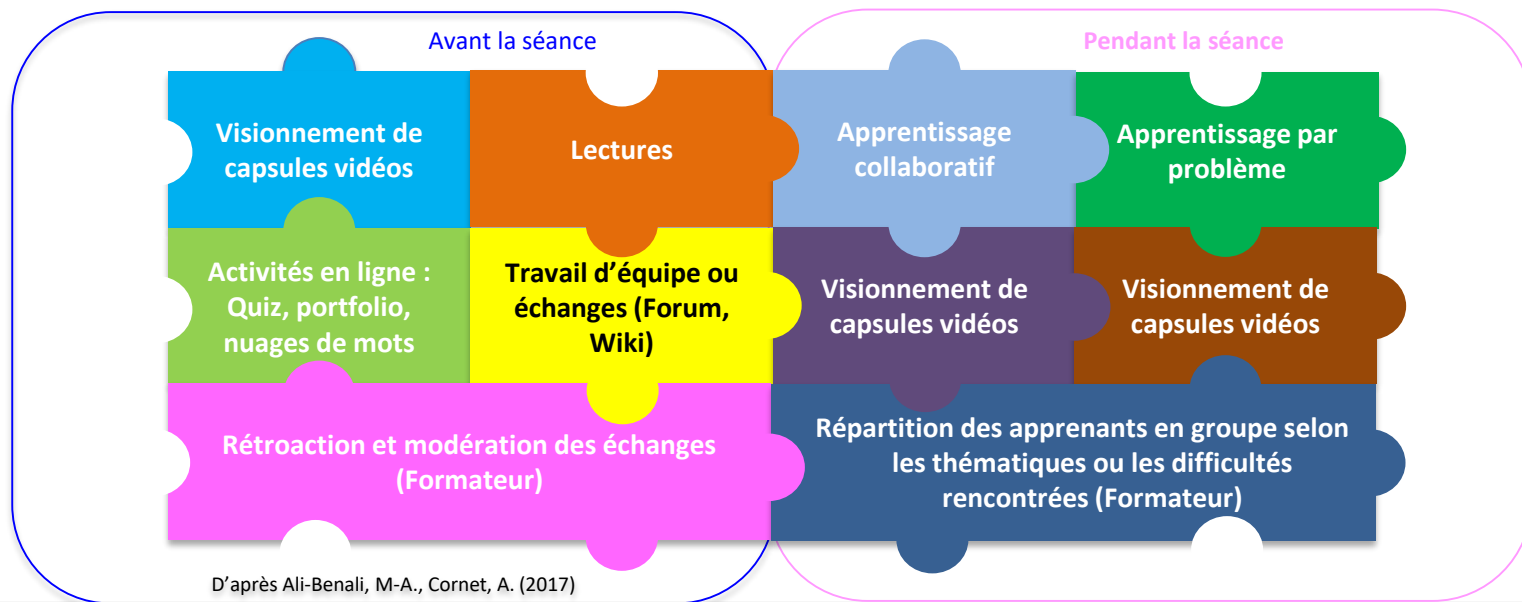 Avant la séance
Pendant la séance
Visionnement de
capsules vidéos
Lectures
Apprentissage
collaboratif
Apprentissage par
problème
Activités en ligne :
Quiz, portfolio,
nuages de mots
Travail d’équipe ou
échanges (Forum,
Wiki)
Visionnement de
capsules vidéos
Visionnement de
capsules vidéos
Rétroaction et modération des échanges
(Formateur)
Répartition des apprenants en groupe selon
les thématiques ou les difficultés
rencontrées (Formateur)
D’après Ali-Benali, M-A., Cornet, A. (2017)